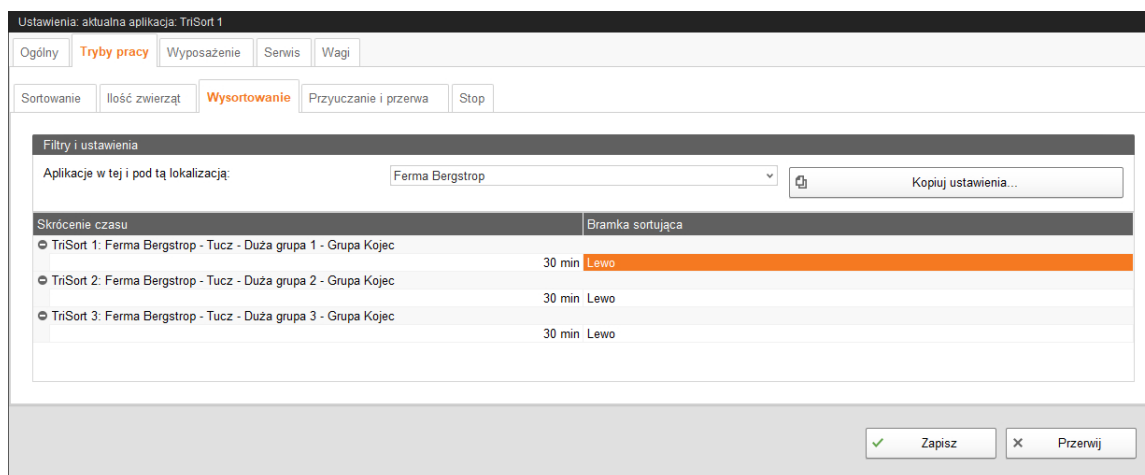 Ustawienia: aktualna aplikacja: TriSort 1
Ogólny Tryby pracy Wyposażenie Serwis Wagi
Sortowanie Ilość zwierząt Wysortowanie Przyuczanie i przerwa Stop
Filtry i ustawienia
Aplikacje w tej i pod tą lokalizacją: Ferma Bergstrop Kopiuj ustawienia...
Skrócenie czasu Bramka sortująca
TriSort 1: Ferma Bergstrop - Tucz - Duża grupa 1 - Grupa Kojec
30 min Lewo
TriSort 2: Ferma Bergstrop - Tucz - Duża grupa 2 - Grupa Kojec
30 min Lewo
TriSort 3: Ferma Bergstrop - Tucz - Duża grupa 3 - Grupa Kojec
30 min Lewo
Zapisz Przerwij